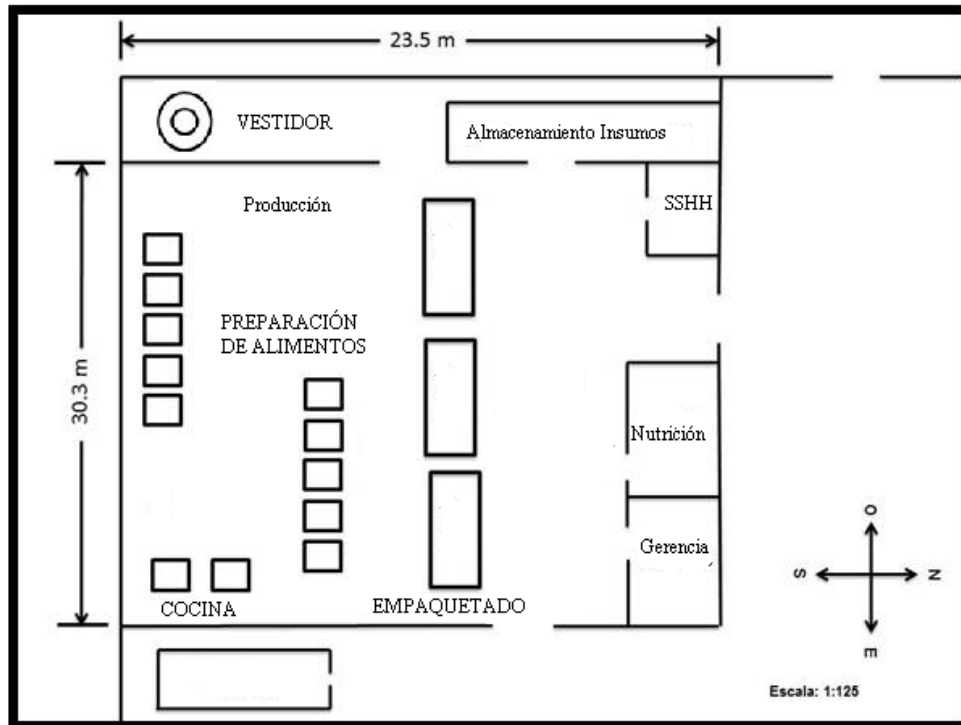 23.5 m
VESTIDOR
Almacenamiento Insumos
Producción
SSHH
PREPARACIÓN
DE ALIMENTOS
30.3 m
Nutrición
Gerencia
COCINA
EMPAQUETADO
O
S
N
E
Escala: 1:125